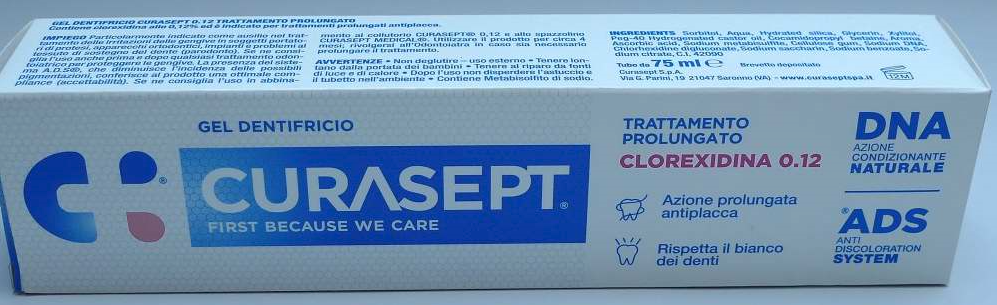 GEL DENTIFRICIO CURASEPT 0.12 TRATTAMENTO PROLUNGATO
Contiene clorexidina allo 0,12% ed è indicato per trattamenti prolungati antiplacca.
IMPIEGO Particolarmente indicato come ausilio nel trat-
tamento delle irritazioni delle gengive in soggetti portato-
ri di protesi, apparecchi ortodontici, impianti e problemi al
tessuto di sostegno del dente (parodonto). Se ne consi-
glia l'uso anche prima e dopo qualsiasi trattamento odon-
toiatrico per proteggere le gengive. La presenza del siste-
ma A.D.S®, che diminuisce l'incidenza delle possibili
pigmentazioni, conferisce al prodotto una ottimale com-
pliance (accettabilità). Se ne consiglia l'uso in abbina-
mento al collutorio CURASEPT® 0,12 e allo spazzolino
CURASEPT MEDICAL®. Utilizzare il prodotto per circa 4
mesi, rivolgersi all'Odontoiatra in caso sia necessario
prolungare il trattamento.
AVVERTENZE • Non deglutire – uso esterno • Tenere lon-
tano dalla portata dei bambini • Tenere al riparo da fonti
di luce e di calore • Dopo l'uso non disperdere l'astuccio e
il tubetto nell'ambiente • Contiene Metabisolfito di sodio.
INGREDIENTS Sorbitol, Aqua, Hydrated silica, Glycerin, Xylitol,
Peg-40 Hydrogenated castor oil, Cocamidopropyl betaine, Aroma,
Ascorbic acid, Sodium metabisulfite, Cellulose gum, Sodium DNA,
Chlorhexidine digluconate, Sodium saccharin, Sodium benzoate,
dium citrate, C.I. 42090.
Tubo da 75 ml e Brevetto depositato
Curasept S.p.A.
Via G. Parini, 19 21047 Saronno (VA) - www.curaseptspa.it
12M
GEL DENTIFRICIO
CURASEPT®
FIRST BECAUSE WE CARE
®
TRATTAMENTO
PROLUNGATO
CLOREXIDINA 0.12
Azione prolungata
antiplacca
Rispetta il bianco
dei denti
DNA
AZIONE
CONDIZIONANTE
NATURALE
®ADS
ANTI
DISCOLORATION
SYSTEM